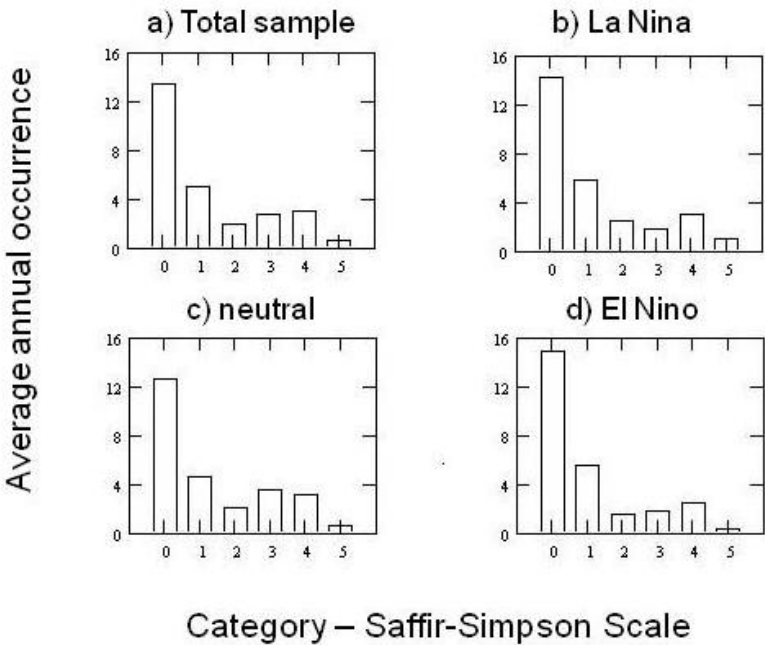 a) Total sample
b) La Nina
16
12
8
4
0
0 1 2 3 4 5
16
12
8
4
0
0 1 2 3 4 5
c) neutral
d) El Nino
16
12
8
4
0
0 1 2 3 4 5
16
12
8
4
0
0 1 2 3 4 5
Average annual occurrence
Category – Saffir-Simpson Scale